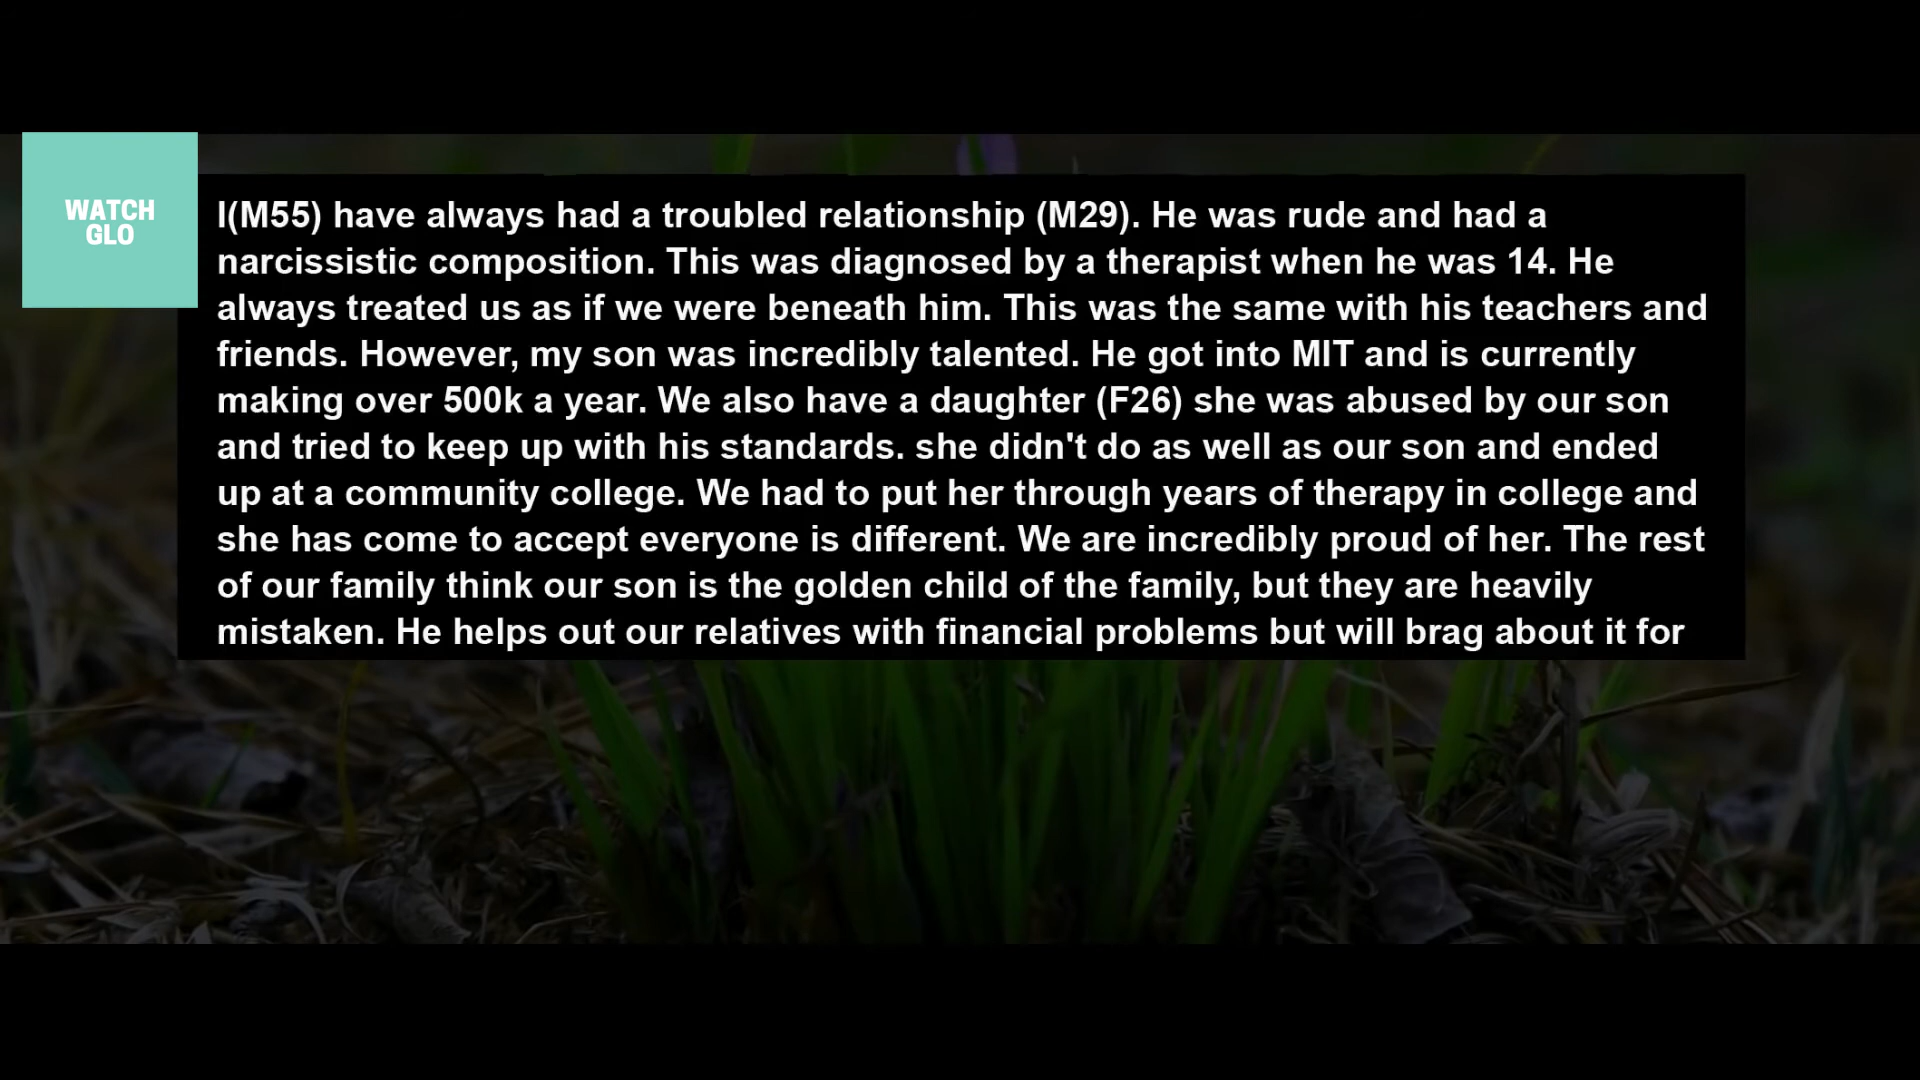 WATCH
GLO
I(M55) have always had a troubled relationship (M29). He was rude and had a
narcissistic composition. This was diagnosed by a therapist when he was 14. He
always treated us as if we were beneath him. This was the same with his teachers and
friends. However, my son was incredibly talented. He got into MIT and is currently
making over 500k a year. We also have a daughter (F26) she was abused by our son
and tried to keep up with his standards. she didn't do as well as our son and ended
up at a community college. We had to put her through years of therapy in college and
she has come to accept everyone is different. We are incredibly proud of her. The rest
of our family think our son is the golden child of the family, but they are heavily
mistaken. He helps out our relatives with financial problems but will brag about it for